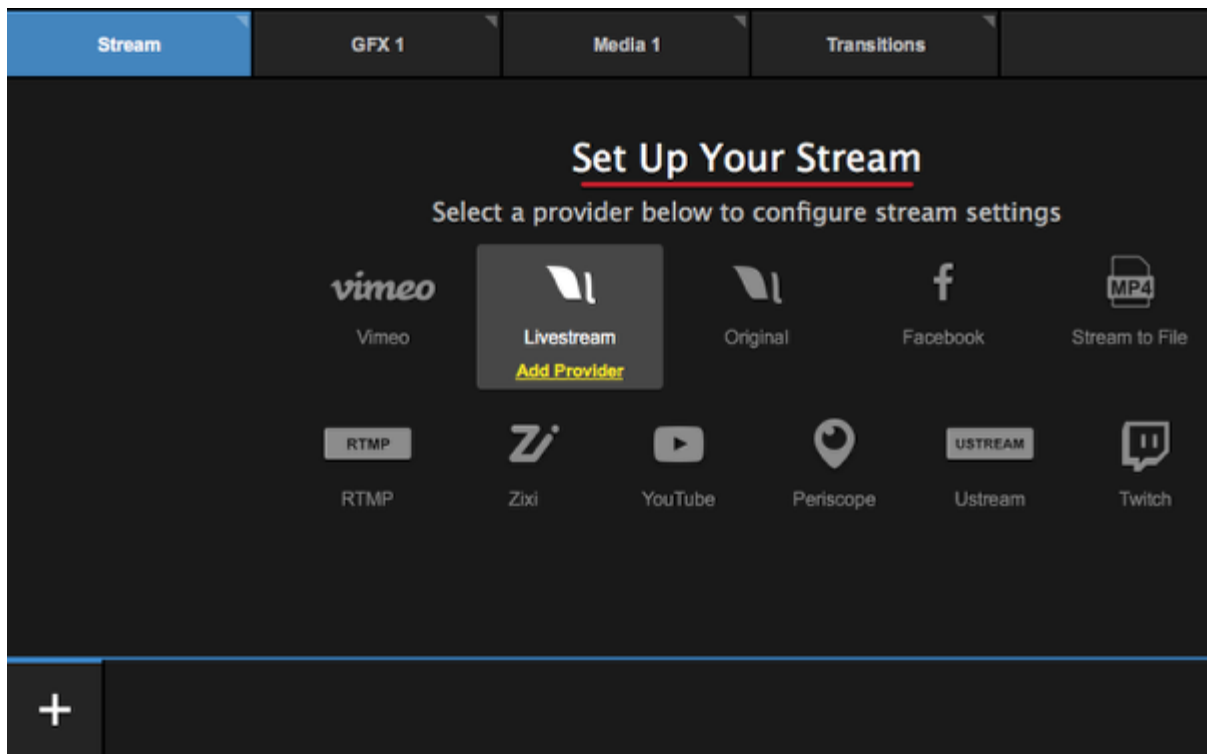 Stream GFX 1 Media 1 Transitions
Set Up Your Stream
Select a provider below to configure stream settings
vimeo MP4
Vimeo Livestream Original Facebook Stream to File
Add Provider
RTMP USTREAM
RTMP Zixi YouTube Periscope Ustream Twitch